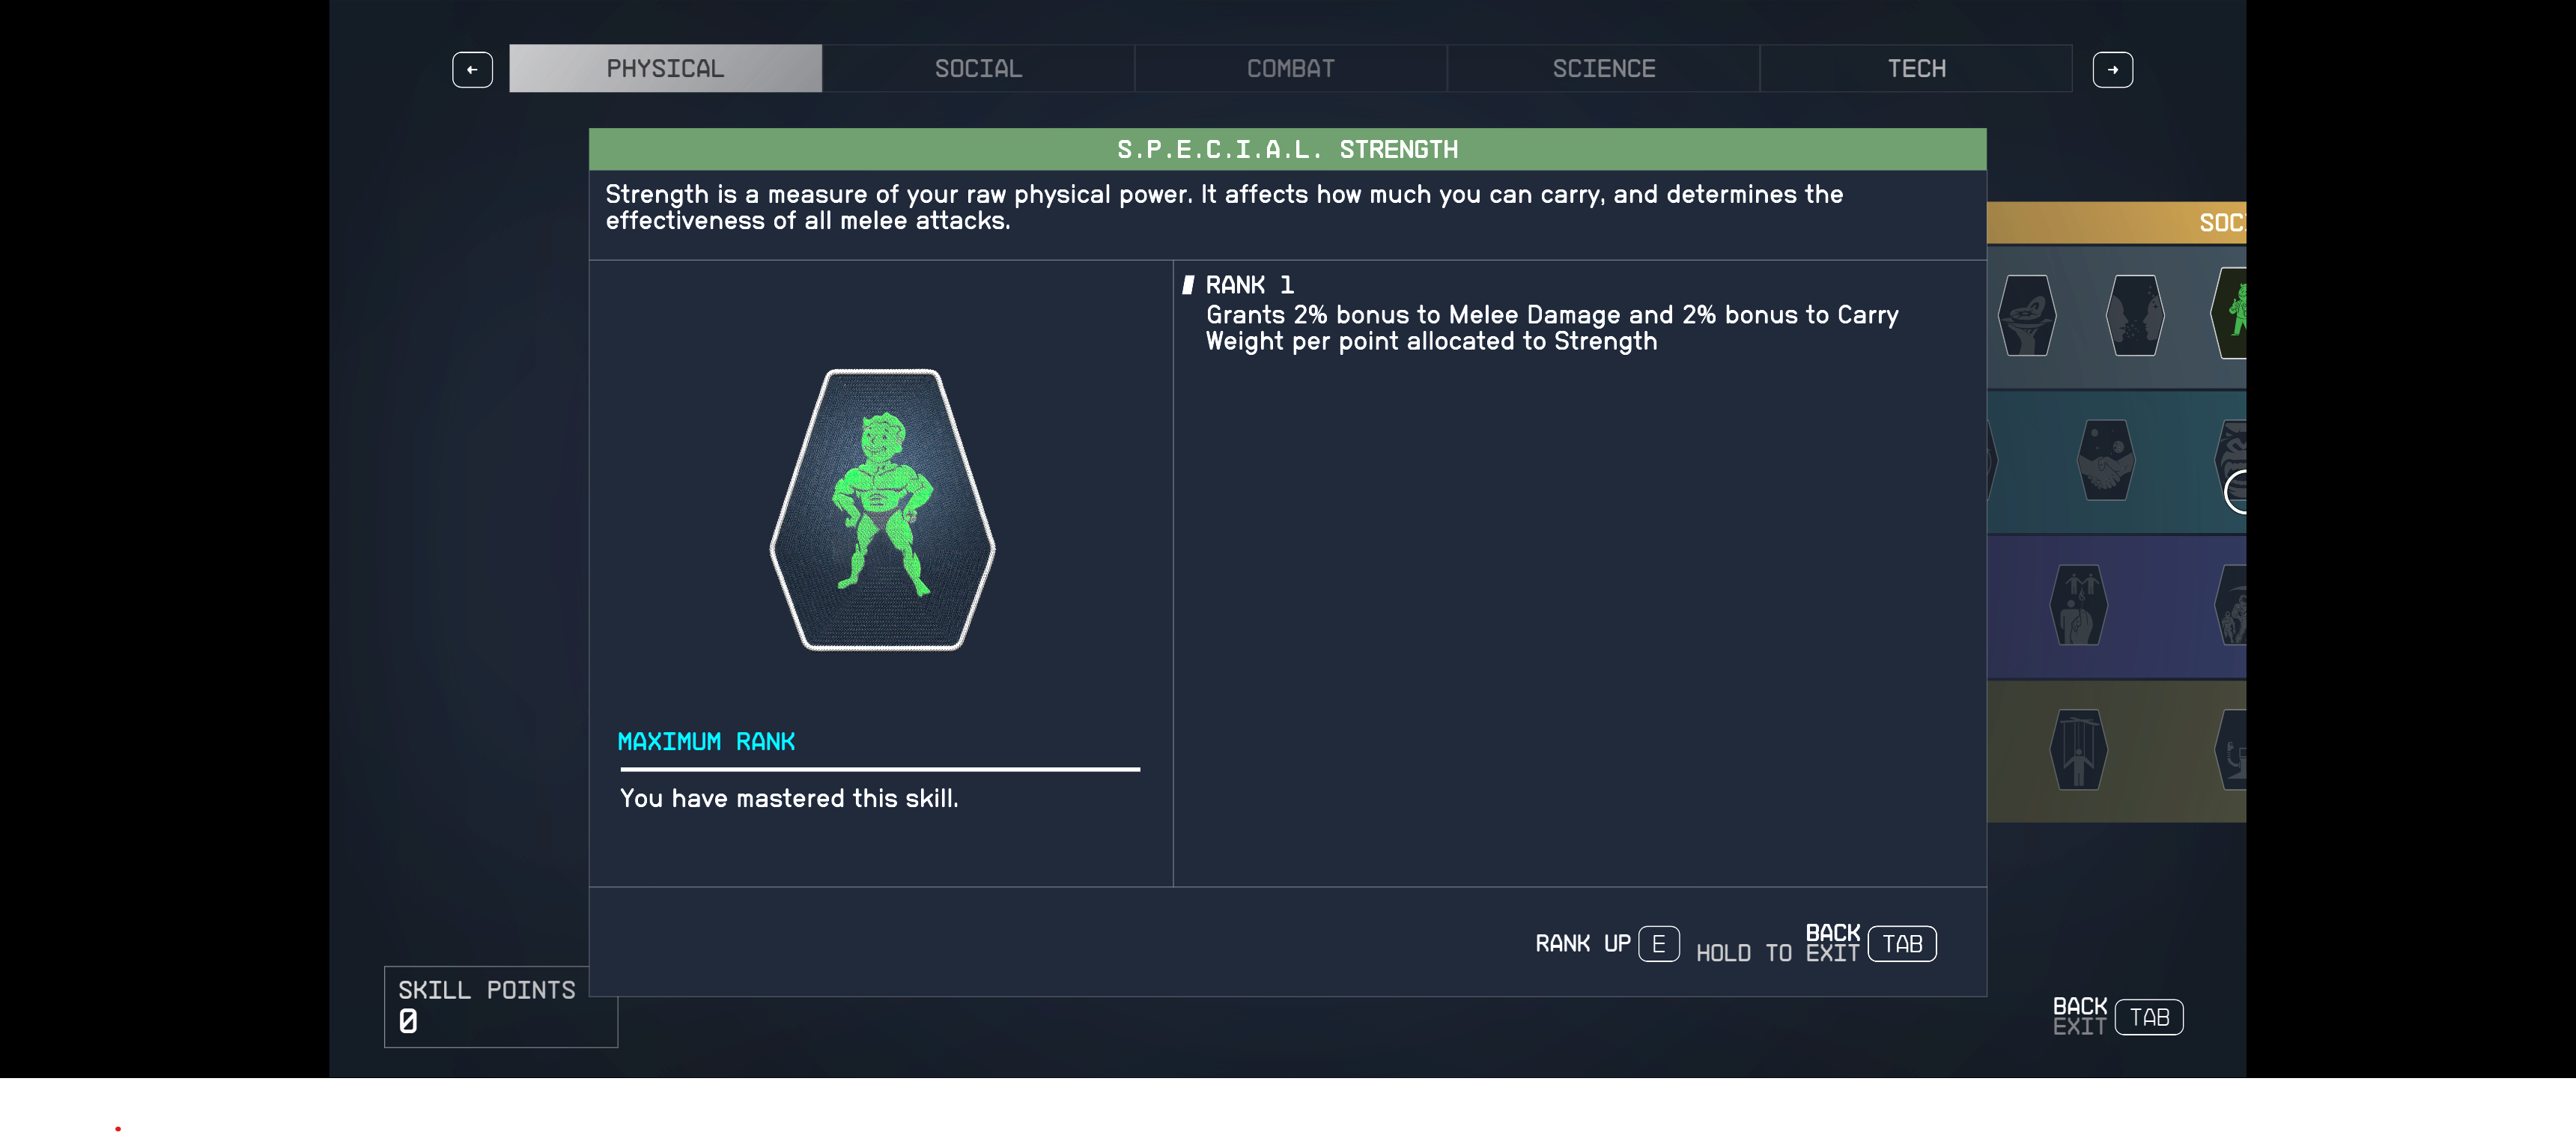 PHYSICAL
SOCIAL
COMBAT
SCIENCE
TECH
S.P.E.C.I.A.L. STRENGTH
Strength is a measure of your raw physical power. It affects how much you can carry, and determines the
effectiveness of all melee attacks.
SOC
RANK 1
Grants 2% bonus to Melee Damage and 2% bonus to Carry
Weight per point allocated to Strength
MAXIMUM RANK
You have mastered this skill.
RANK UP E
HOLD TO BACK EXIT TAB
SKILL POINTS
0
BACK
EXIT TAB